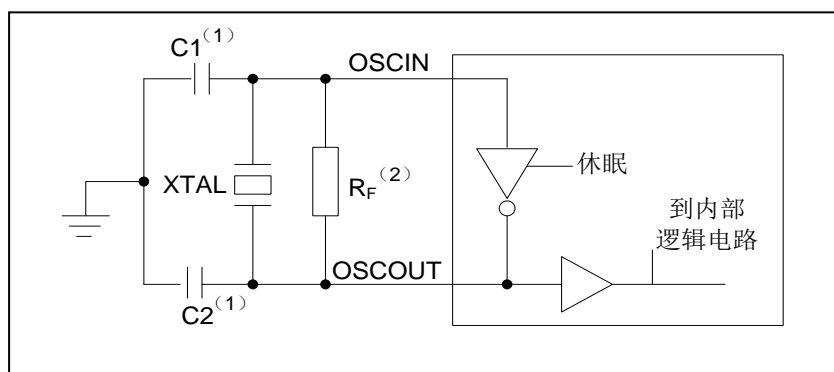 C1(1)
OSCIN
XTAL
RF(2)
休眠
到内部
逻辑电路
OSCOUT
C2(1)